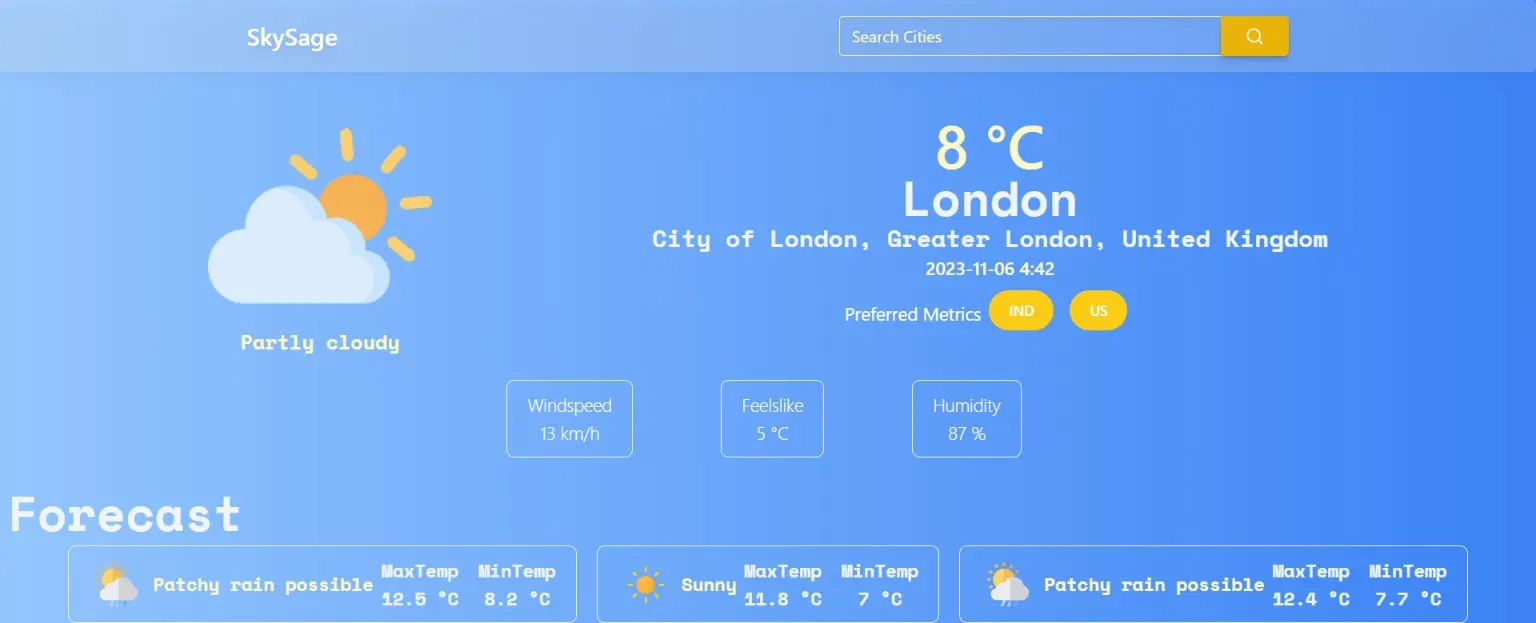 SkySage
Search Cities
8 °C
London
City of London, Greater London, United Kingdom
2023-11-06 4:42
Preferred Metrics IND US
Partly cloudy
Windspeed
13 km/h
Feelslike
5 °C
Humidity
87 %
Forecast
Patchy rain possible
MaxTemp MinTemp
12.5 °C 8.2 °C
Sunny
MaxTemp MinTemp
11.8 °C 7 °C
Patchy rain possible
MaxTemp MinTemp
12.4 °C 7.7 °C